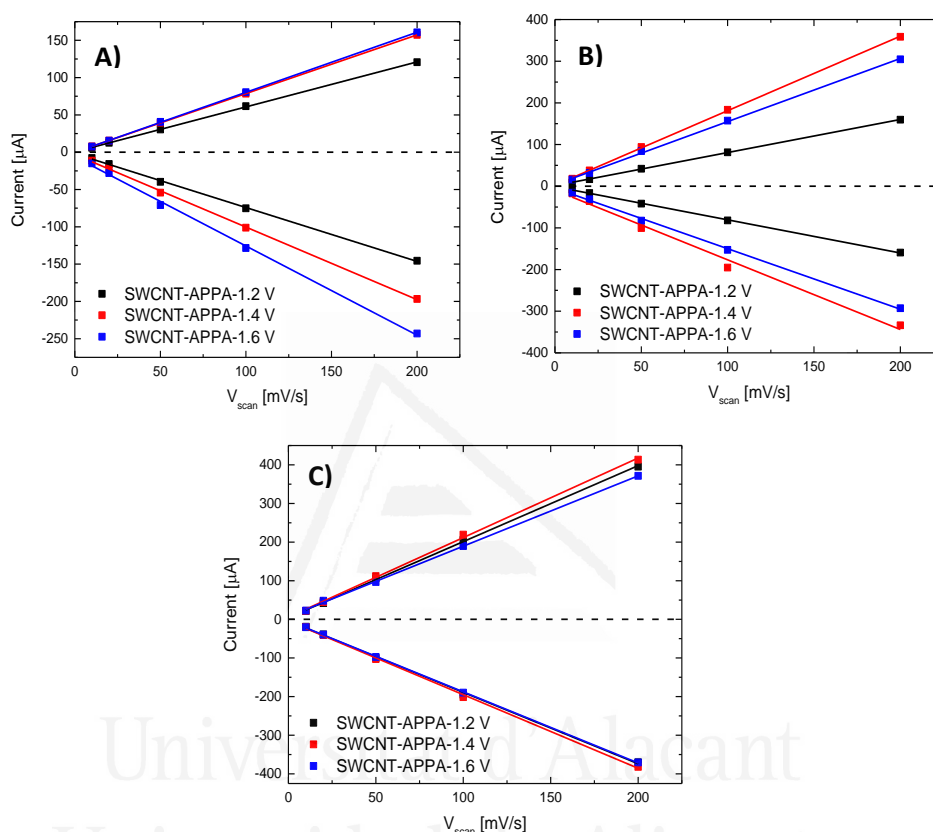 A)
150
100
50
0
-50
-100
-150
-200
-250
Current [µA]
SWCNT-APPA-1.2 V
SWCNT-APPA-1.4 V
SWCNT-APPA-1.6 V
0 50 100 150 200
Vscan [mV/s]
B)
400
300
200
100
0
-100
-200
-300
-400
Current [µA]
SWCNT-APPA-1.2 V
SWCNT-APPA-1.4 V
SWCNT-APPA-1.6 V
0 50 100 150 200
Vscan [mV/s]
C)
400
300
200
100
0
-100
-200
-300
-400
Current [µA]
SWCNT-APPA-1.2 V
SWCNT-APPA-1.4 V
SWCNT-APPA-1.6 V
0 50 100 150 200
Vscan [mV/s]
Universitat d'Alacant